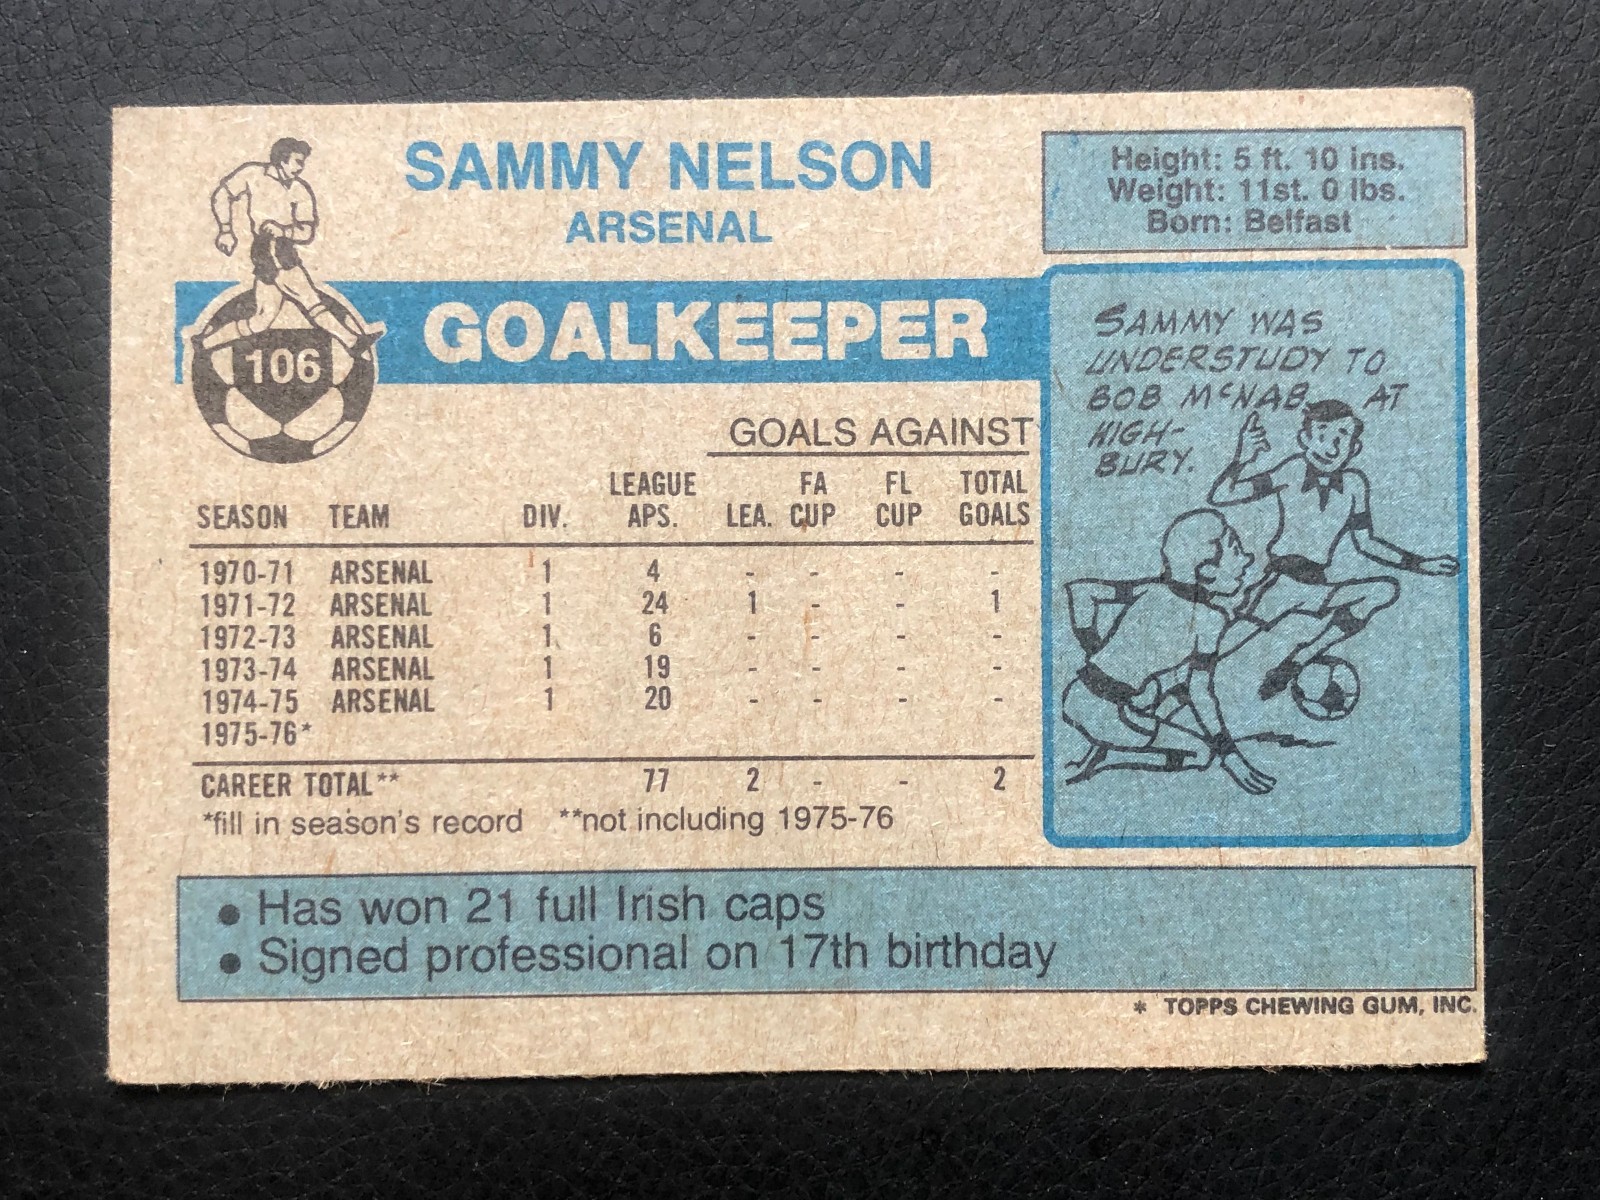 SAMMY NELSON
ARSENAL
Height: 5 ft. 10 ins.
Weight: 11st. 0 lbs.
Born: Belfast
106
GOALKEEPER
SAMMY WAS
UNDERSTUDY TO
BOB McNAB AT
HIGH-
BURY.
GOALS AGAINST
LEAGUE FA FL TOTAL
SEASON TEAM DIV. APS. LEA. CUP CUP GOALS
1970-71 ARSENAL 1 4 - - - -
1971-72 ARSENAL 1 24 1 - - 1
1972-73 ARSENAL 1 6 - - - -
1973-74 ARSENAL 1 19 - - - -
1974-75 ARSENAL 1 20 - - - -
1975-76*
CAREER TOTAL** 77 2 - - 2
*fill in season's record **not including 1975-76
• Has won 21 full Irish caps
• Signed professional on 17th birthday
* TOPPS CHEWING GUM, INC.